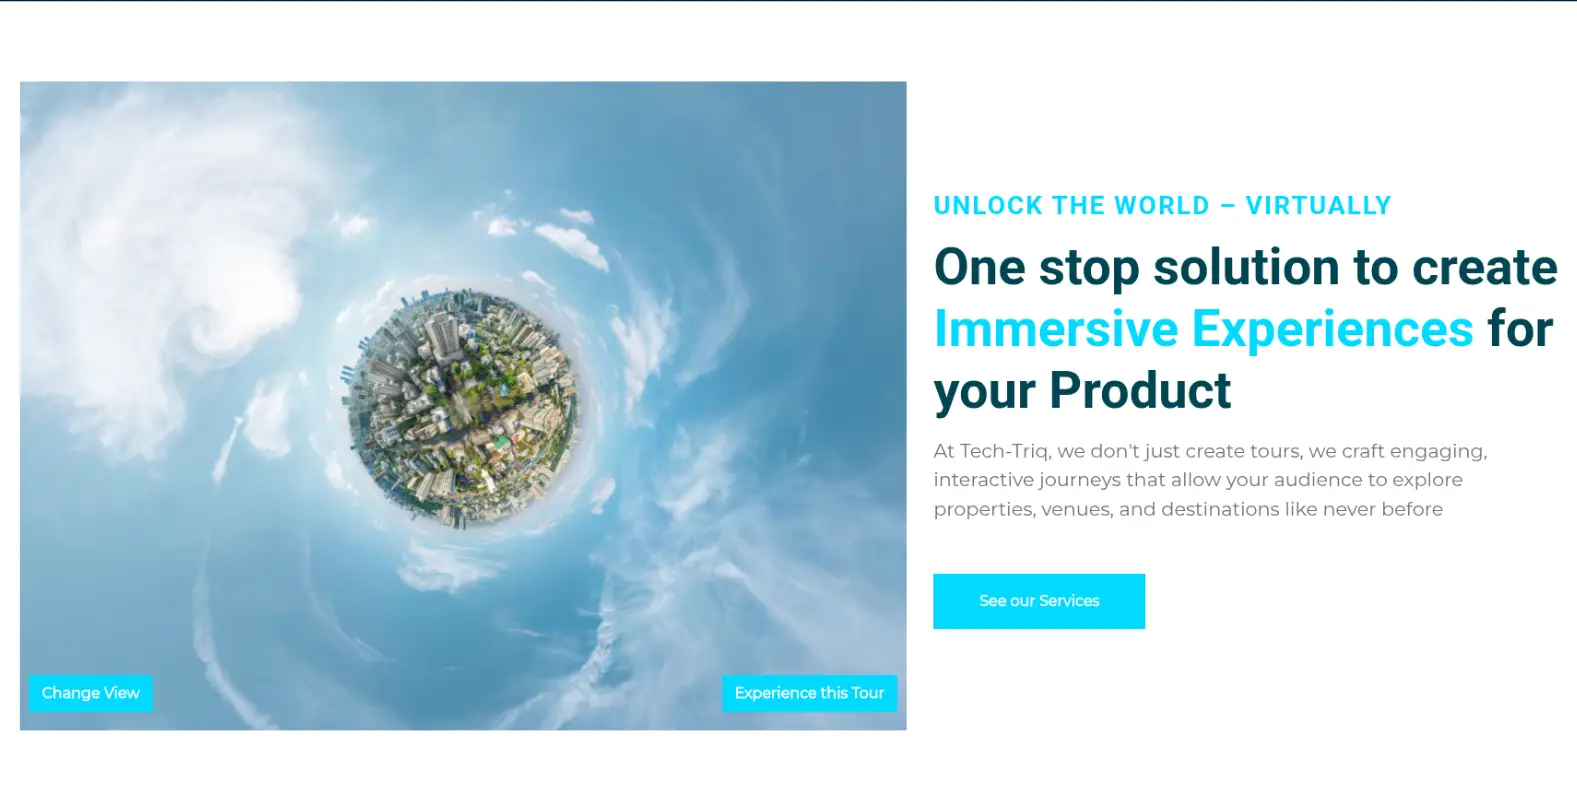 UNLOCK THE WORLD – VIRTUALLY
One stop solution to create
Immersive Experiences for
your Product
At Tech-Triq, we don't just create tours, we craft engaging,
interactive journeys that allow your audience to explore
properties, venues, and destinations like never before
See our Services
Change View
Experience this Tour